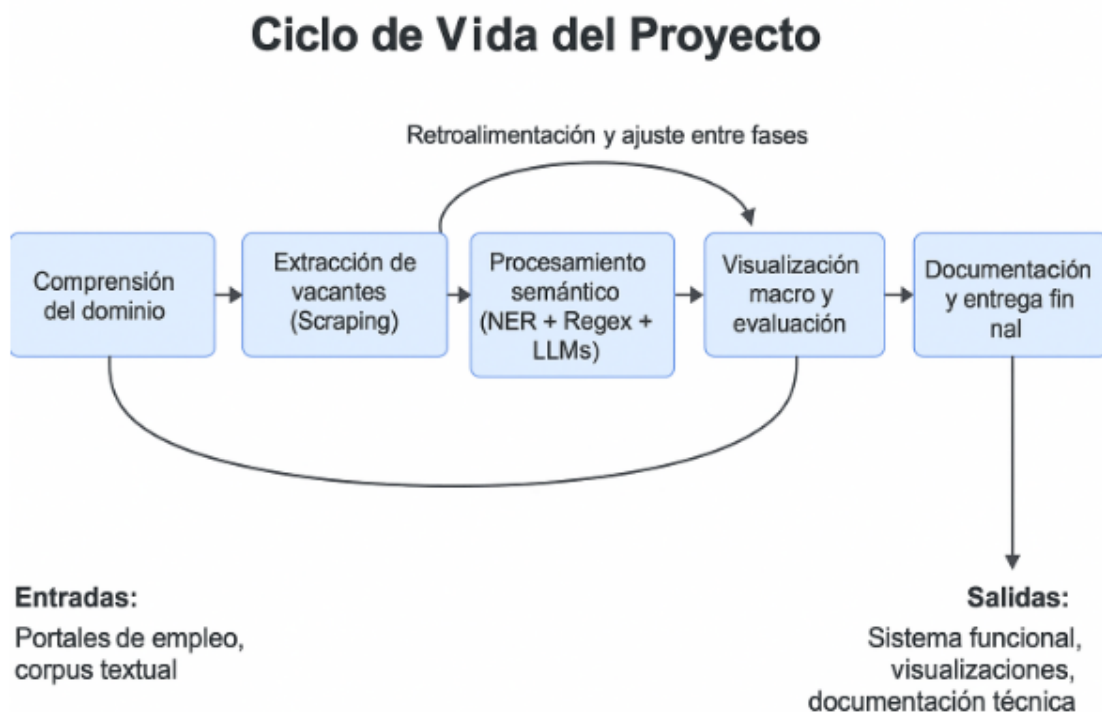 Ciclo de Vida del Proyecto
Retroalimentación y ajuste entre fases
Comprensión
del dominio
Extracción de
vacantes
(Scraping)
Procesamiento
semántico
(NER + Regex +
LLMs)
Visualización
macro y
evaluación
Documentación
y entrega fin
nal
Entradas:
Portales de empleo,
corpus textual
Salidas:
Sistema funcional,
visualizaciones,
documentación técnica